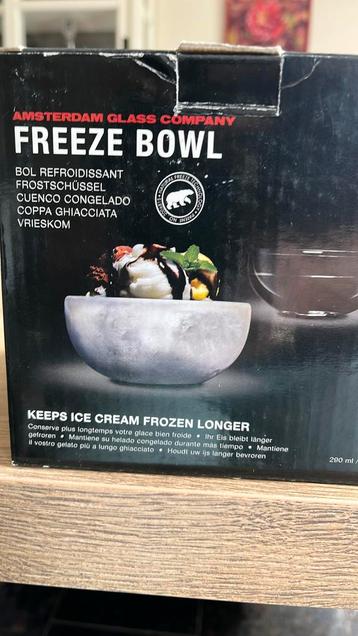 AMSTERDAM GLASS COMPANY
FREEZE BOWL
BOL REFROIDISSANT
FROSTSCHÜSSEL
CUENCO CONGELADO
COPPA GHIACCIATA
VRIESKOM
KEEPS ICE CREAM FROZEN LONGER
Conserve plus longtemps votre glace bien froide • Ihr Eis bleibt länger
gefroren • Mantiene su helado congelado durante más tiempo • Mantiene
il vostro gelato più a lungo ghiacciato • Houdt uw ijs langer bevroren
290 ml /